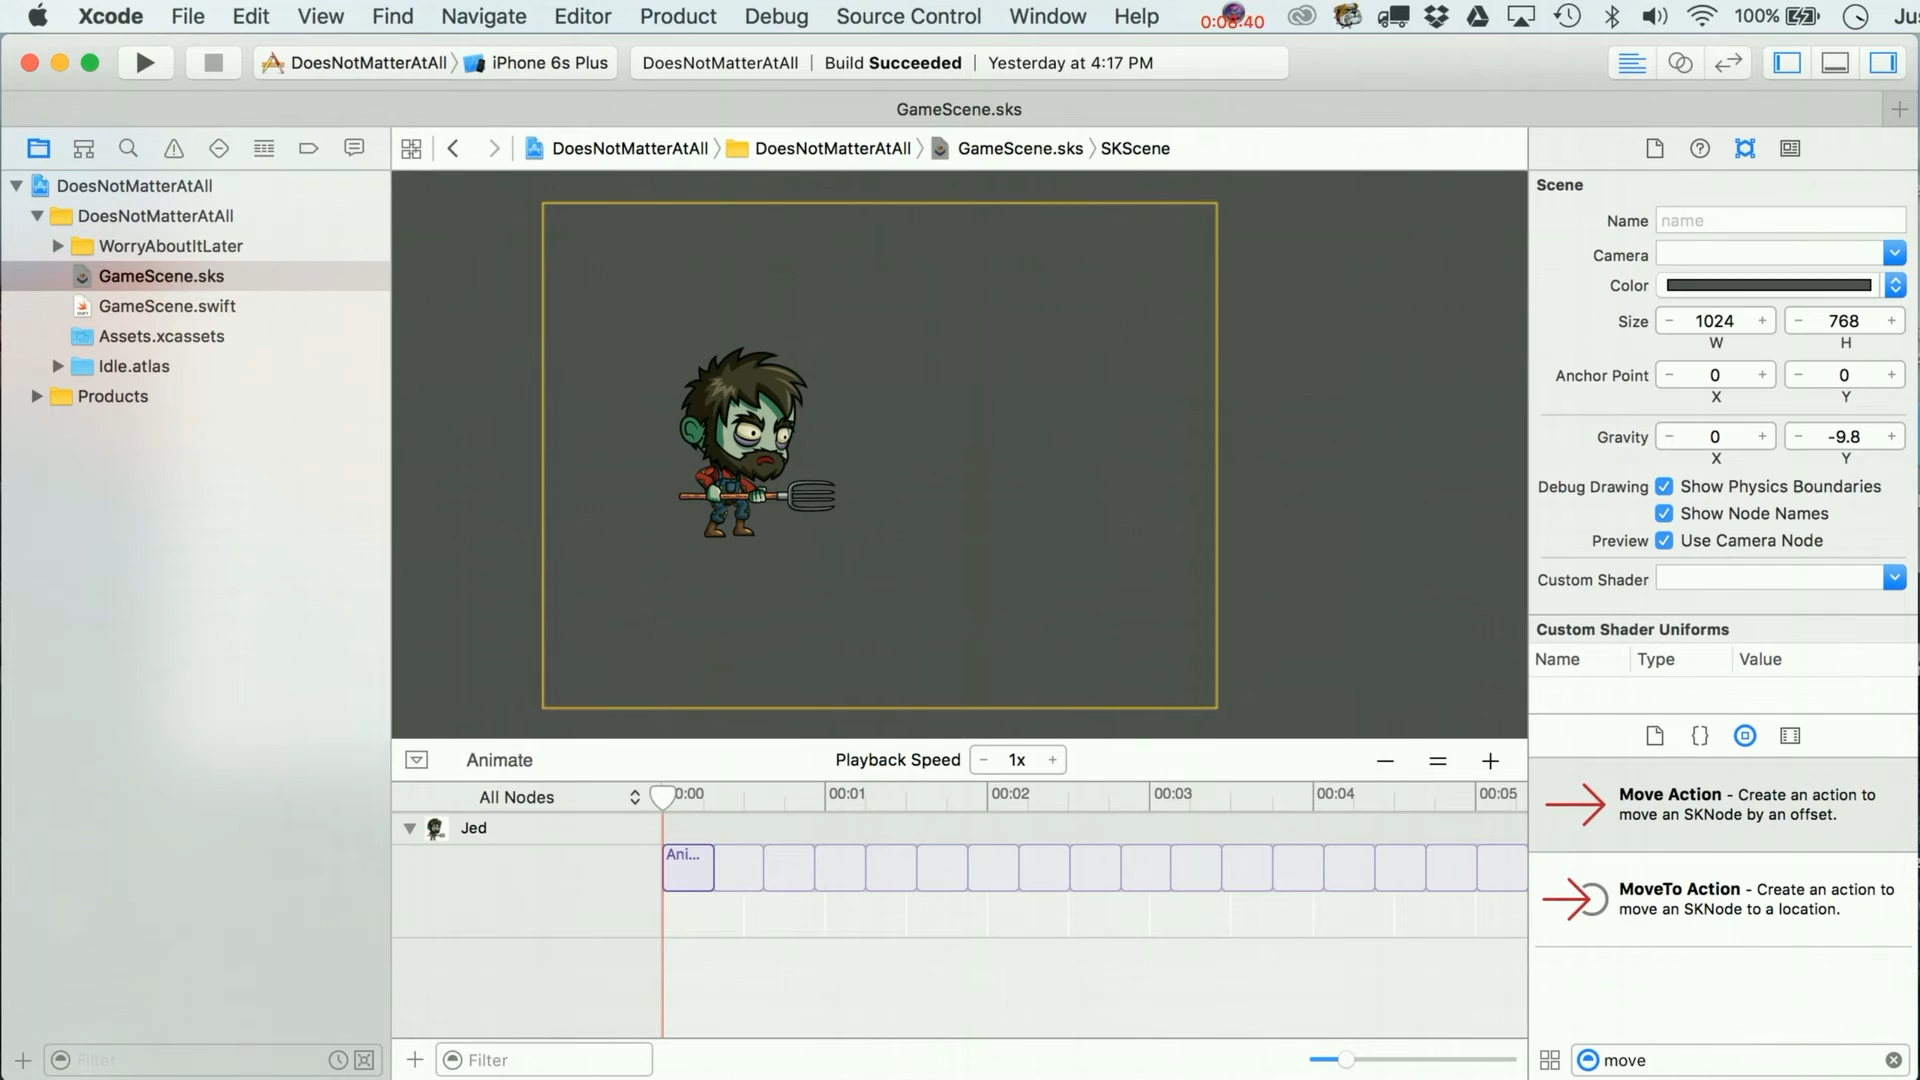 Xcode File Edit View Find Navigate Editor Product Debug Source Control Window Help 0:08:40 100% Jus
DoesNotMatterAtAll iPhone 6s Plus DoesNotMatterAtAll | Build Succeeded | Yesterday at 4:17 PM
GameScene.sks
DoesNotMatterAtAll DoesNotMatterAtAll GameScene.sks SKScene
DoesNotMatterAtAll
DoesNotMatterAtAll
WorryAboutItLater
GameScene.sks
GameScene.swift
Assets.xcassets
Idle.atlas
Products
Filter
Animate Playback Speed - 1x +
All Nodes 0:00 00:01 00:02 00:03 00:04 00:05
Jed
Ani...
Filter
Scene
Name name
Camera
Color
Size - 1024 + - 768 +
W H
Anchor Point - 0 + - 0 +
X Y
Gravity - 0 + - -9.8 +
X Y
Debug Drawing Show Physics Boundaries
Show Node Names
Preview Use Camera Node
Custom Shader
Custom Shader Uniforms
Name Type Value
{}
Move Action - Create an action to
move an SKNode by an offset.
MoveTo Action - Create an action to
move an SKNode to a location.
move